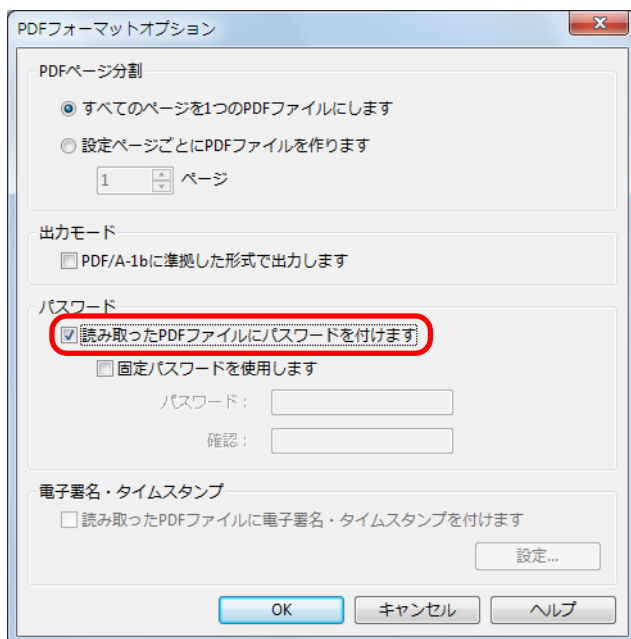 PDFフォーマットオプション
PDFページ分割
すべてのページを1つのPDFファイルにします
設定ページごとにPDFファイルを作ります
1 ページ
出力モード
PDF/A-1bに準拠した形式で出力します
パスワード
読み取ったPDFファイルにパスワードを付けます
固定パスワードを使用します
パスワード：
確認：
電子署名・タイムスタンプ
読み取ったPDFファイルに電子署名・タイムスタンプを付けます
設定...
OK キャンセル ヘルプ